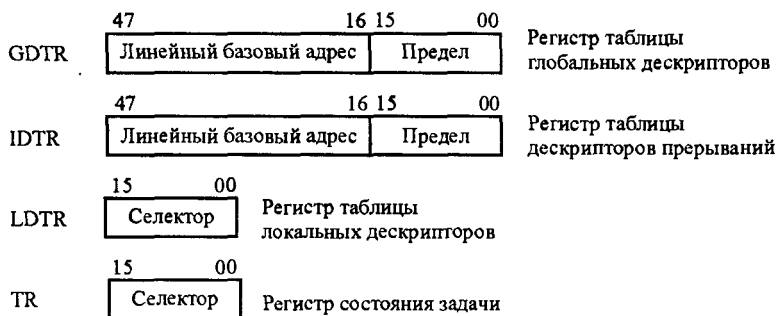 47 16 15 00
GDTR Линейный базовый адрес Предел Регистр таблицы
глобальных дескрипторов
47 16 15 00
IDTR Линейный базовый адрес Предел Регистр таблицы
дескрипторов прерываний
15 00
LDTR Селектор Регистр таблицы
локальных дескрипторов
15 00
TR Селектор Регистр состояния задачи